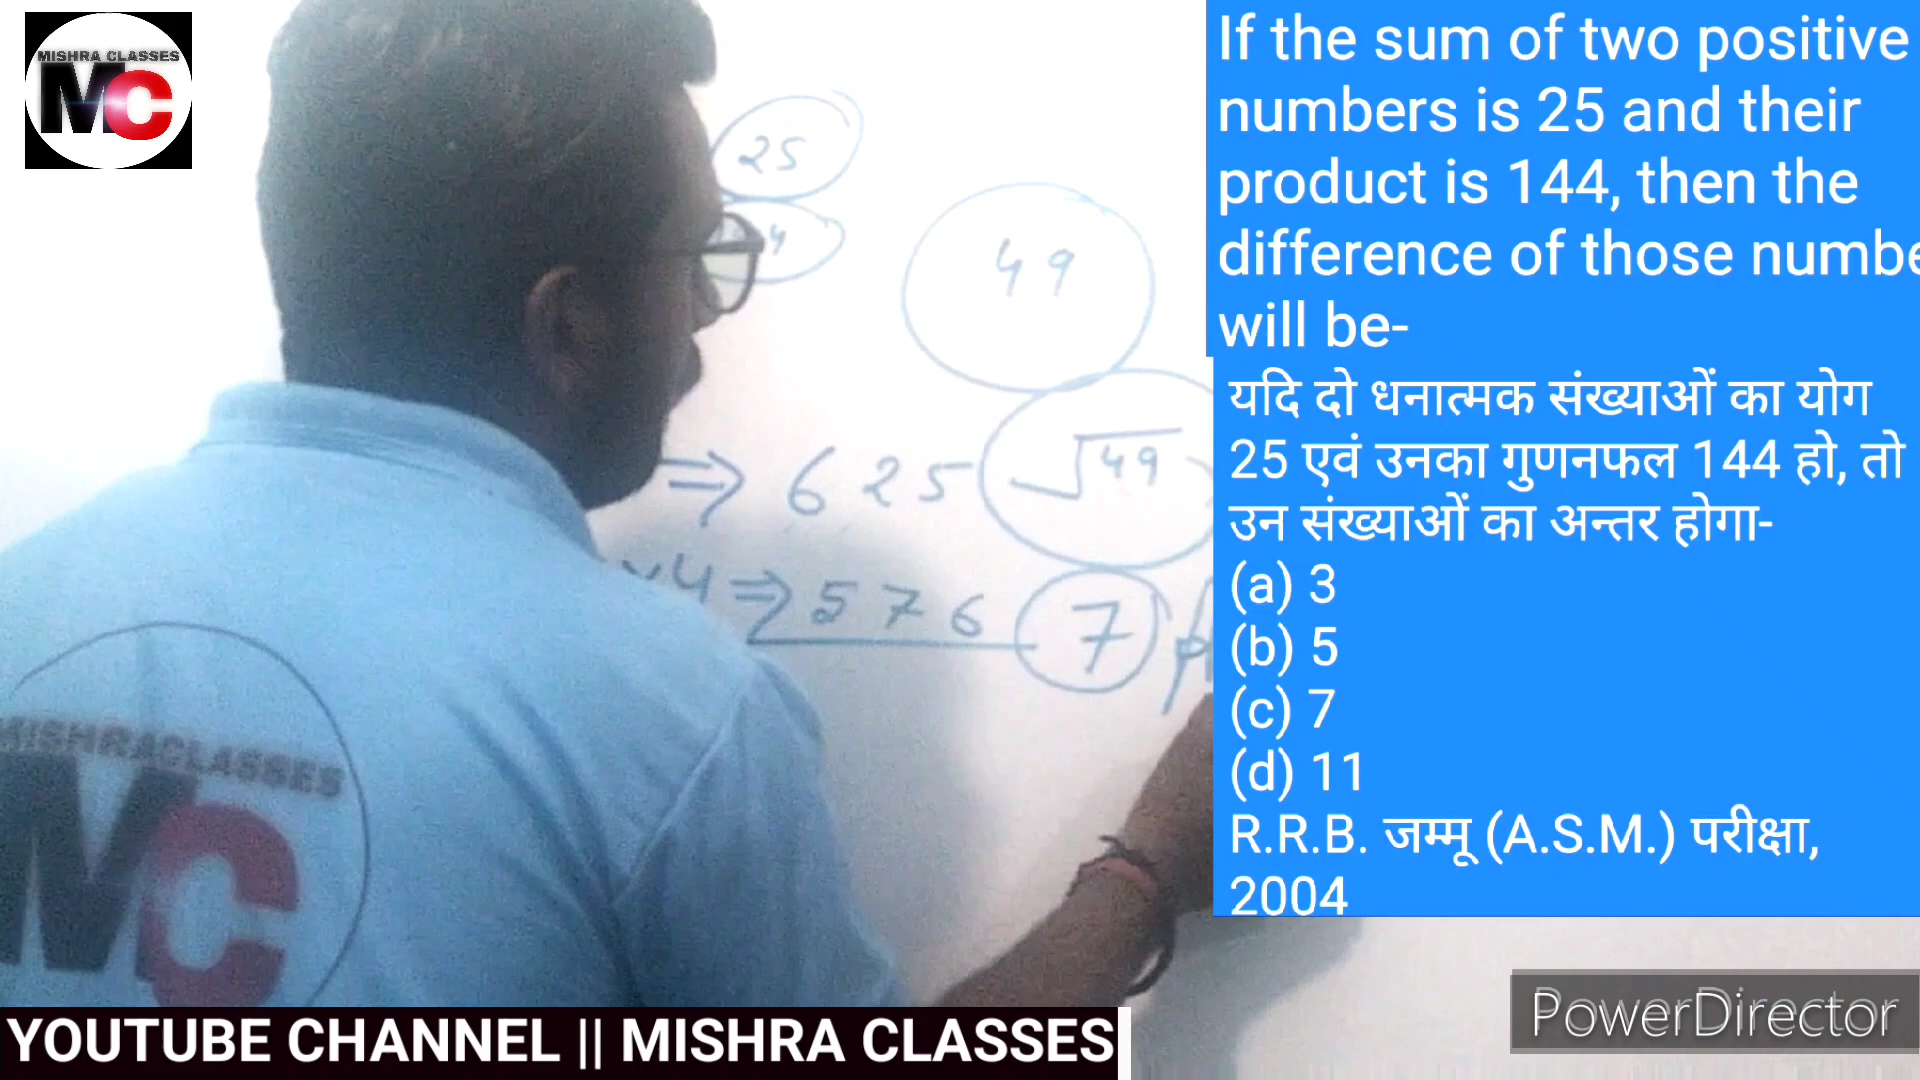 MISHRA CLASSES
MC
25
4
49
⇒ 625 √49
x4 ⇒ 576 7
MISHRACLASSES
MC
If the sum of two positive
numbers is 25 and their
product is 144, then the
difference of those numbe
will be-
यदि दो धनात्मक संख्याओं का योग
25 एवं उनका गुणनफल 144 हो, तो
उन संख्याओं का अन्तर होगा-
(a) 3
(b) 5
(c) 7
(d) 11
R.R.B. जम्मू (A.S.M.) परीक्षा,
2004
PowerDirector
YOUTUBE CHANNEL || MISHRA CLASSES